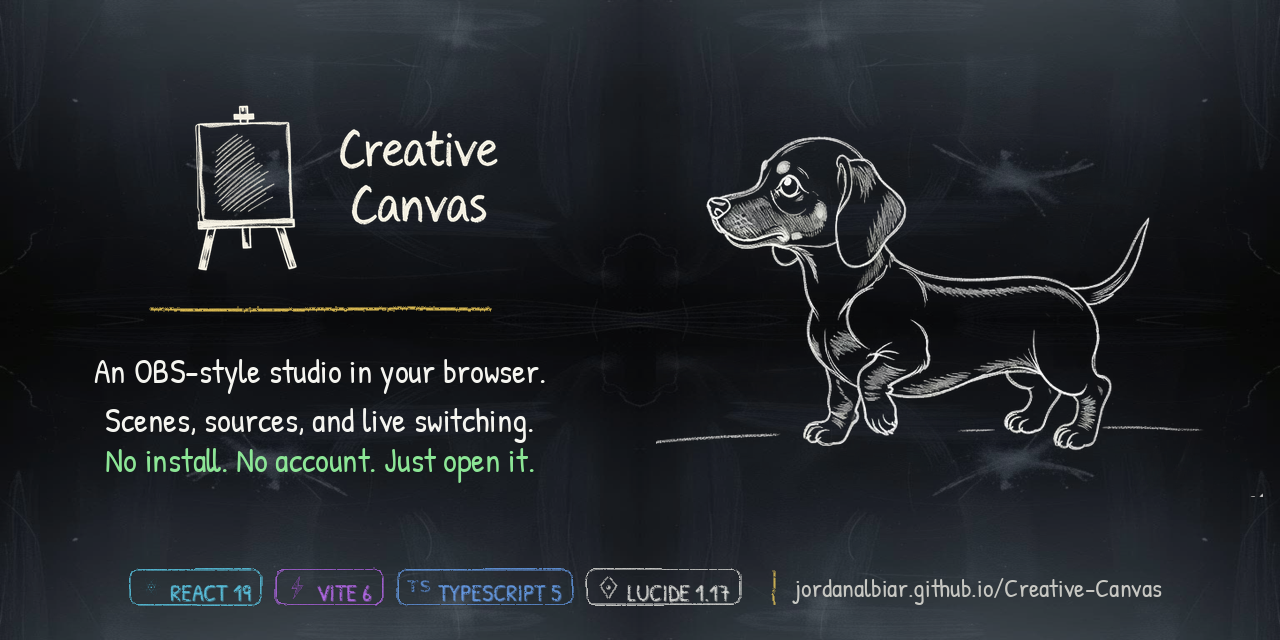 Creative
Canvas
An OBS-style studio in your browser.
Scenes, sources, and live switching.
No install. No account. Just open it.
REACT 19
VITE 6
TS TYPESCRIPT 5
LUCIDE 1.17
jordanalbiar.github.io/Creative-Canvas